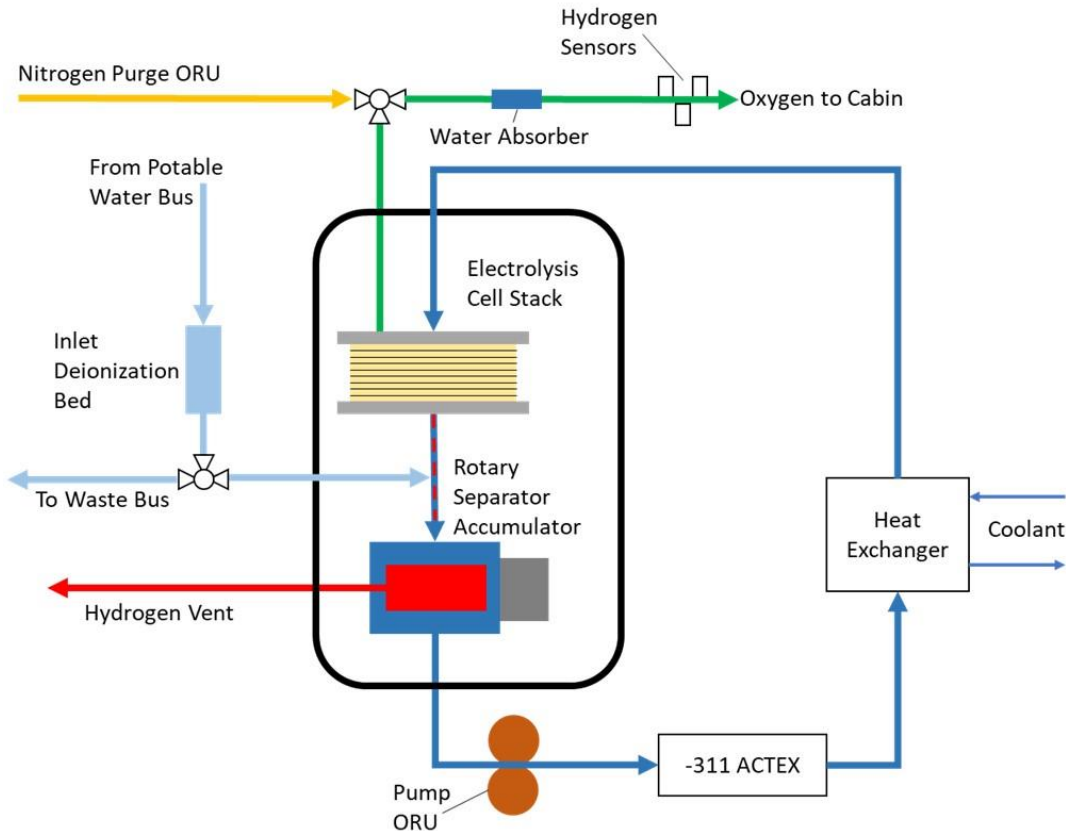 Hydrogen
Sensors
Nitrogen Purge ORU
Oxygen to Cabin
Water Absorber
From Potable
Water Bus
Electrolysis
Cell Stack
Inlet
Deionization
Bed
To Waste Bus
Rotary
Separator
Accumulator
Heat
Exchanger
Coolant
Hydrogen Vent
Pump
ORU
-311 ACTEX